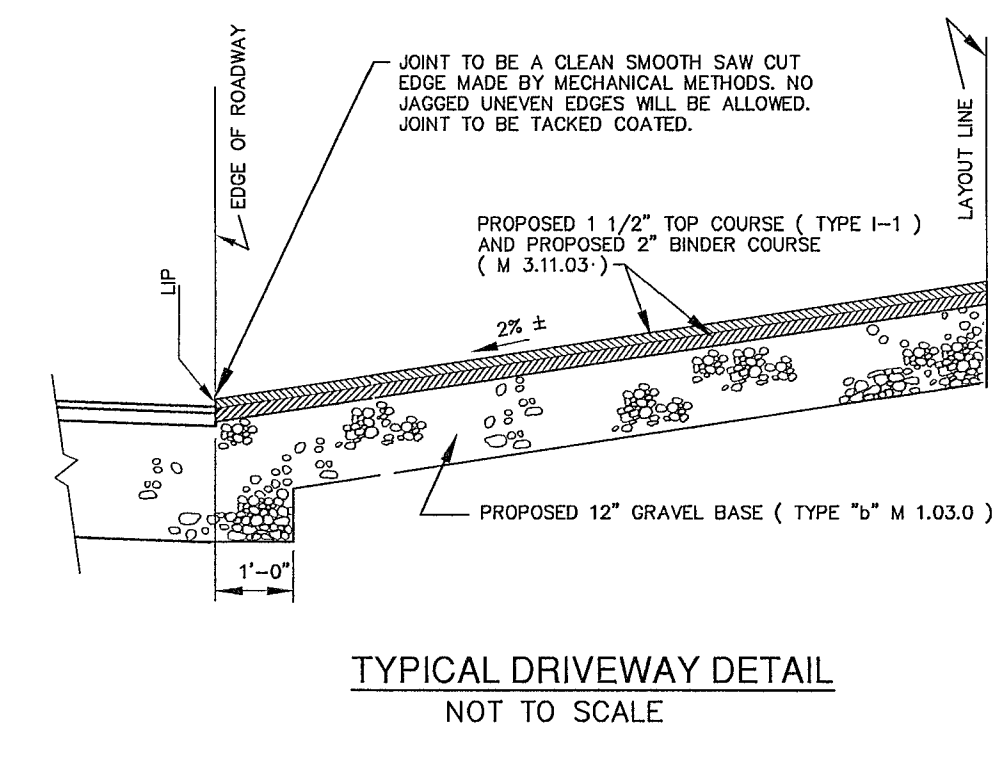 EDGE OF ROADWAY
JOINT TO BE A CLEAN SMOOTH SAW CUT
EDGE MADE BY MECHANICAL METHODS. NO
JAGGED UNEVEN EDGES WILL BE ALLOWED.
JOINT TO BE TACKED COATED.
LAYOUT LINE
PROPOSED 1 1/2" TOP COURSE ( TYPE I-1 )
AND PROPOSED 2" BINDER COURSE
( M 3.11.03 )
LIP
2% ±
PROPOSED 12" GRAVEL BASE ( TYPE "b" M 1.03.0 )
1'-0"
TYPICAL DRIVEWAY DETAIL
NOT TO SCALE